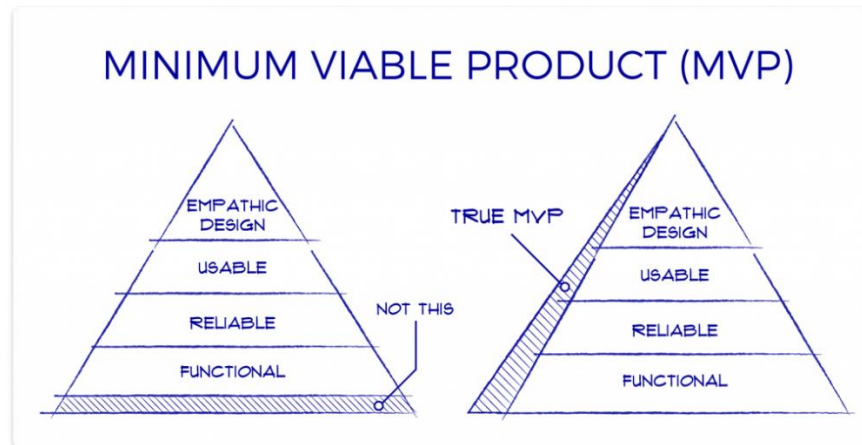 MINIMUM VIABLE PRODUCT (MVP)
EMPATHIC
DESIGN
USABLE
RELIABLE
FUNCTIONAL
NOT THIS
TRUE MVP
EMPATHIC
DESIGN
USABLE
RELIABLE
FUNCTIONAL